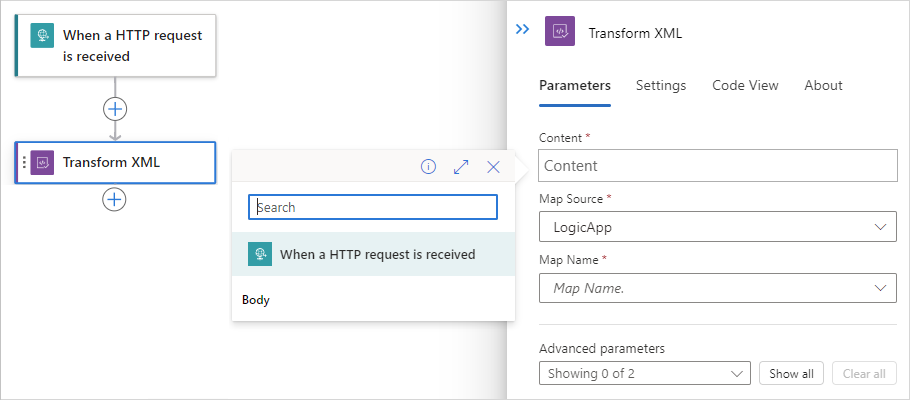 When a HTTP request
is received
Transform XML
Search
When a HTTP request is received
Body
Transform XML
Parameters Settings Code View About
Content *
Content
Map Source *
LogicApp
Map Name *
Map Name.
Advanced parameters
Showing 0 of 2 Show all Clear all